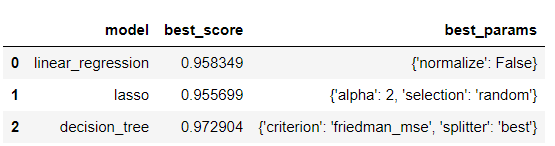 model best_score best_params
0 linear_regression 0.958349 {'normalize': False}
1 lasso 0.955699 {'alpha': 2, 'selection': 'random'}
2 decision_tree 0.972904 {'criterion': 'friedman_mse', 'splitter': 'best'}